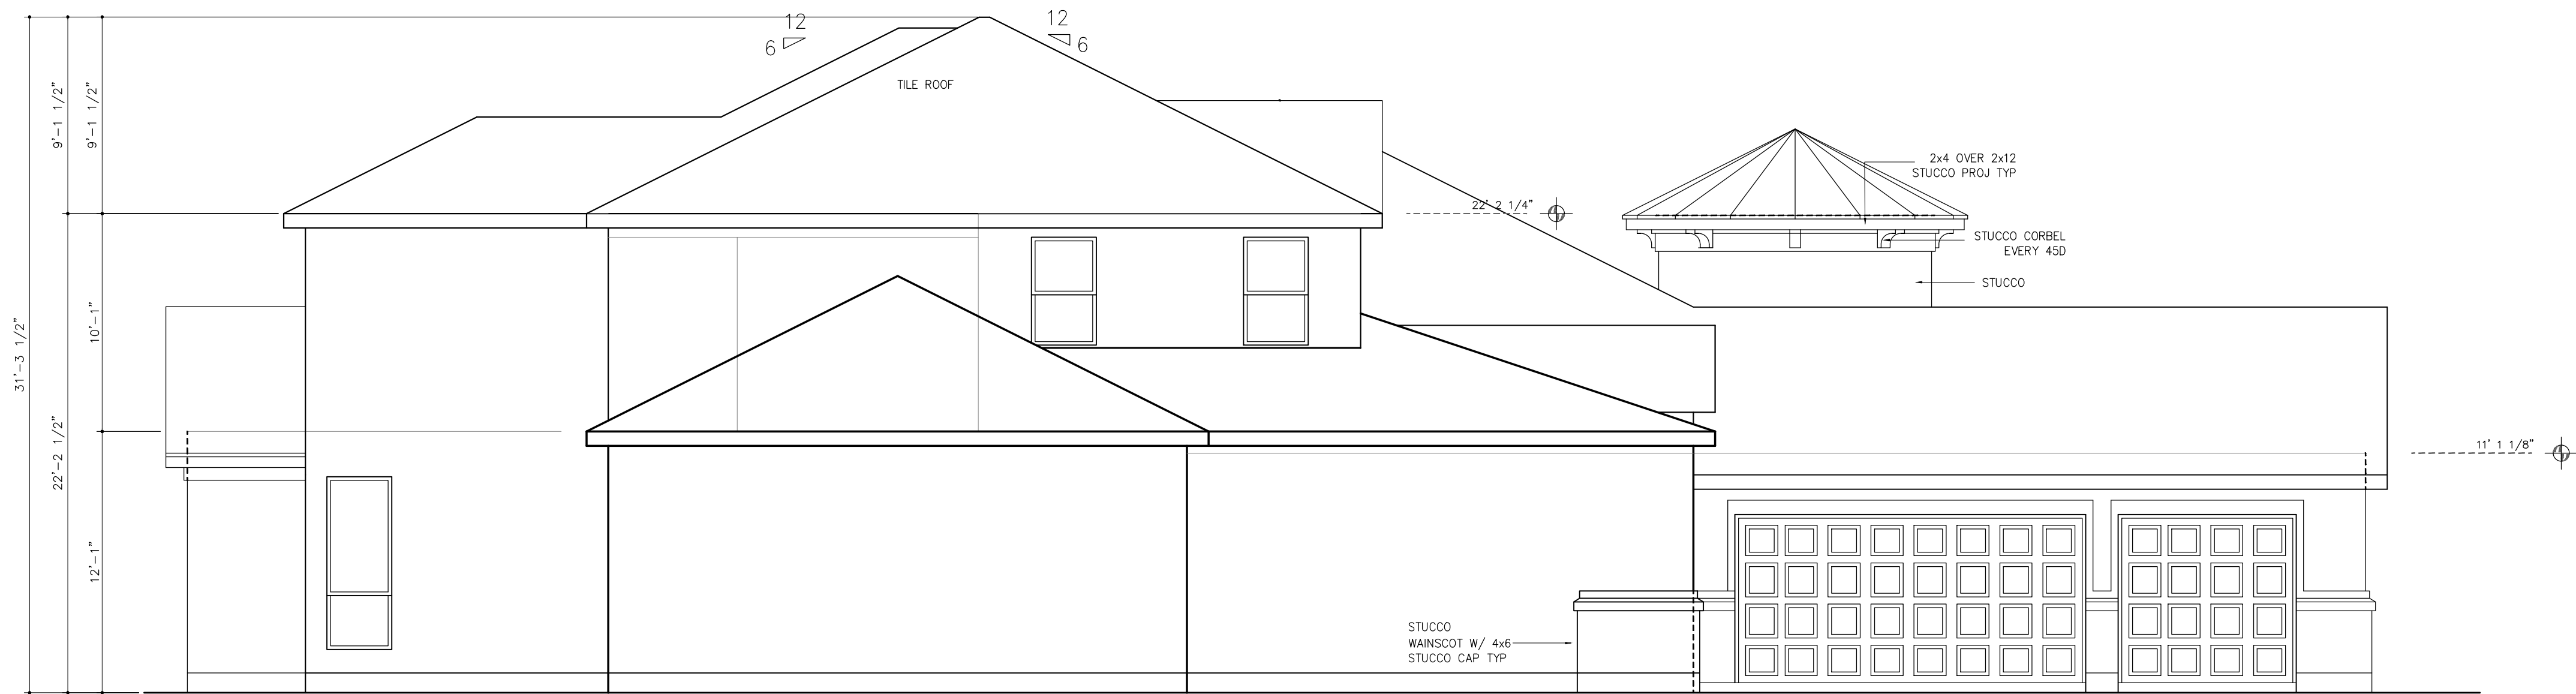 12
6
12
6
TILE ROOF
9'-1 1/2"
9'-1 1/2"
2x4 OVER 2x12
STUCCO PROJ TYP
22' 2 1/4"
STUCCO CORBEL
EVERY 45D
STUCCO
31'-3 1/2"
10'-1"
22'-2 1/2"
11' 1 1/8"
12'-1"
STUCCO
WAINSCOT W/ 4x6
STUCCO CAP TYP